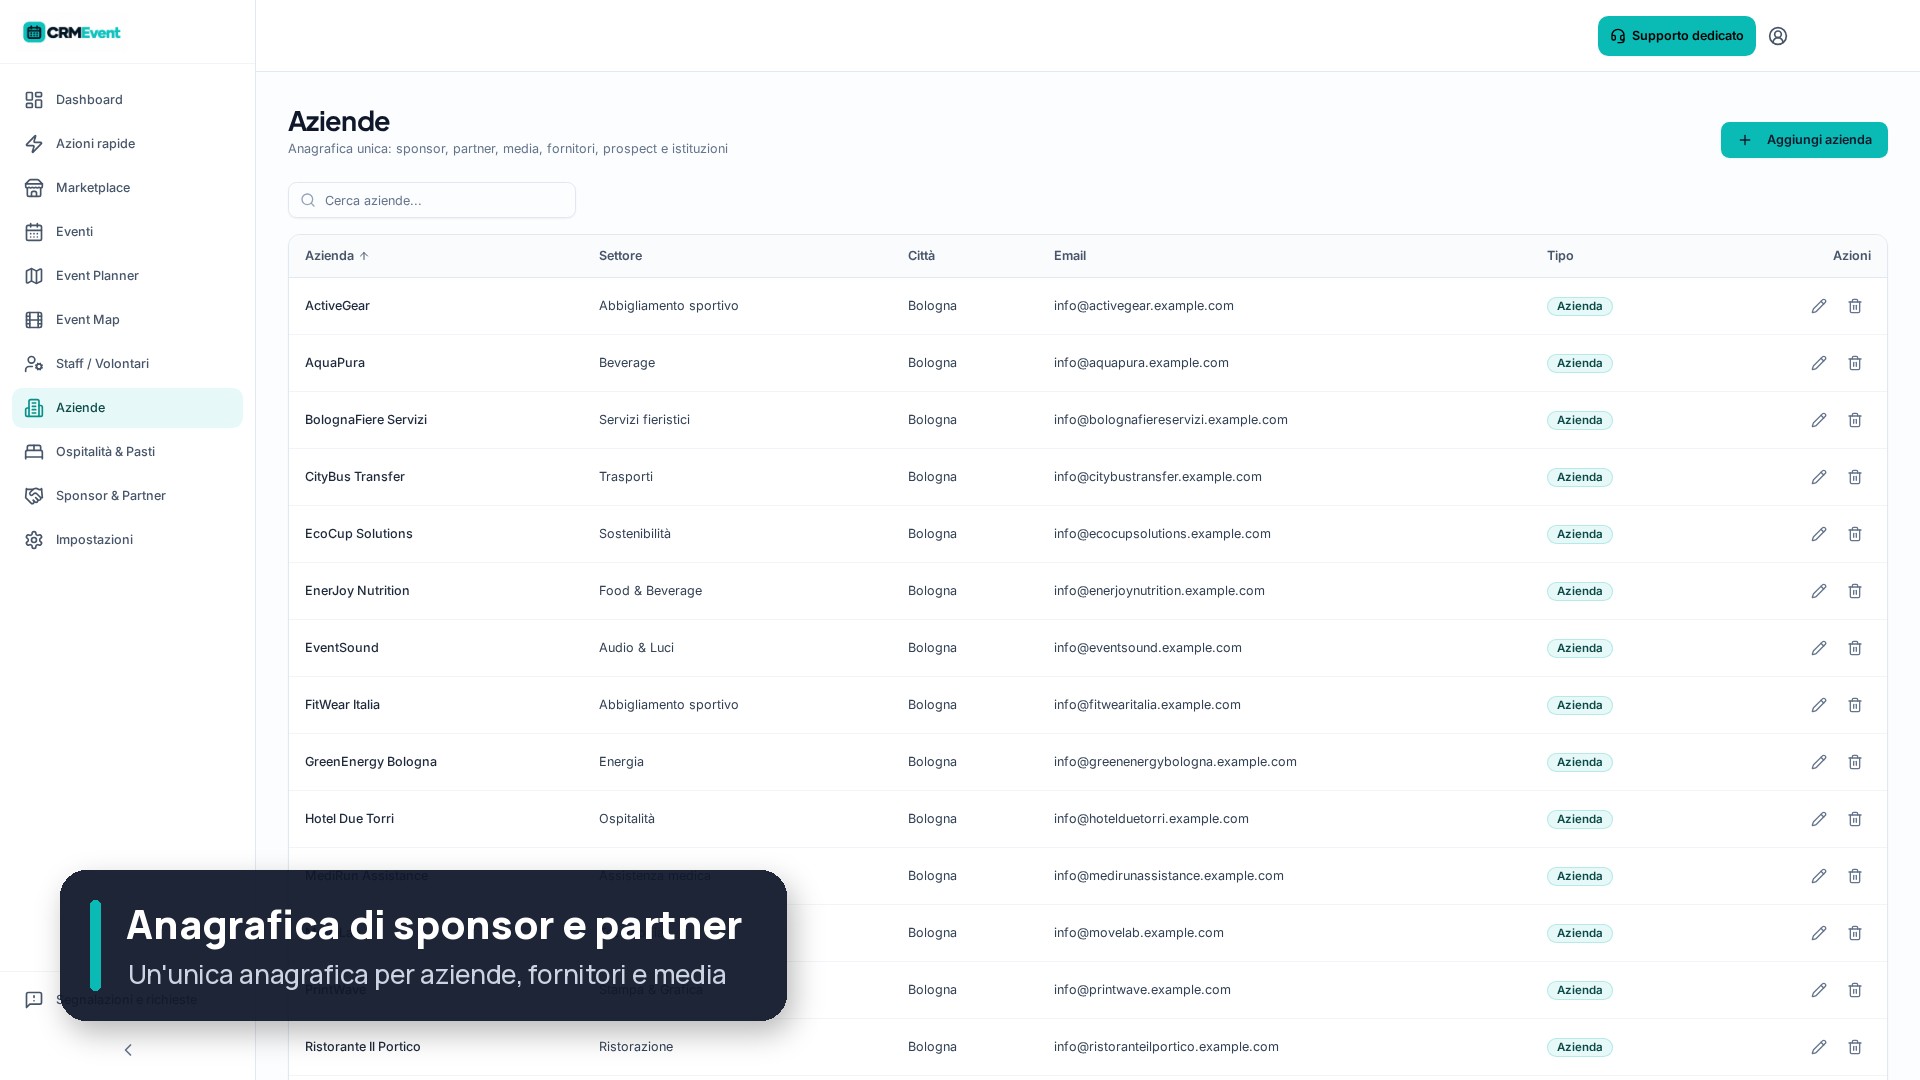 CRMEvent
Supporto dedicato
Dashboard
Azioni rapide
Marketplace
Eventi
Event Planner
Event Map
Staff / Volontari
Aziende
Ospitalità & Pasti
Sponsor & Partner
Impostazioni
Segnalazioni e richieste
Aziende
Anagrafica unica: sponsor, partner, media, fornitori, prospect e istituzioni
Aggiungi azienda
Cerca aziende...
Azienda ↑ Settore Città Email Tipo Azioni
ActiveGear Abbigliamento sportivo Bologna info@activegear.example.com Azienda
AquaPura Beverage Bologna info@aquapura.example.com Azienda
BolognaFiere Servizi Servizi fieristici Bologna info@bolognafiereservizi.example.com Azienda
CityBus Transfer Trasporti Bologna info@citybustransfer.example.com Azienda
EcoCup Solutions Sostenibilità Bologna info@ecocupsolutions.example.com Azienda
EnerJoy Nutrition Food & Beverage Bologna info@enerjoynutrition.example.com Azienda
EventSound Audio & Luci Bologna info@eventsound.example.com Azienda
FitWear Italia Abbigliamento sportivo Bologna info@fitwearitalia.example.com Azienda
GreenEnergy Bologna Energia Bologna info@greenenergybologna.example.com Azienda
Hotel Due Torri Ospitalità Bologna info@hotelduetorri.example.com Azienda
MediRun Assistance Assistenza medica Bologna info@medirunassistance.example.com Azienda
Bologna info@movelab.example.com Azienda
PrintWave Stampa & Grafica Bologna info@printwave.example.com Azienda
Ristorante Il Portico Ristorazione Bologna info@ristoranteilportico.example.com Azienda
Anagrafica di sponsor e partner
Un'unica anagrafica per aziende, fornitori e media